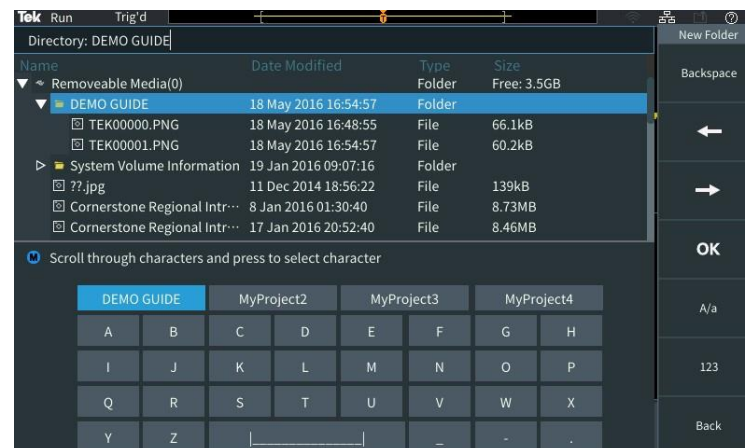 Tek Run Trig'd
New Folder
Directory: DEMO GUIDE
Name Date Modified Type Size
Removeable Media(0) Folder Free: 3.5GB
DEMO GUIDE 18 May 2016 16:54:57 Folder
TEK00000.PNG 18 May 2016 16:48:55 File 66.1kB
TEK00001.PNG 18 May 2016 16:54:57 File 60.2kB
System Volume Information 19 Jan 2016 09:07:16 Folder
??.jpg 11 Dec 2014 18:56:22 File 139kB
Cornerstone Regional Intr··· 8 Jan 2016 01:30:40 File 8.73MB
Cornerstone Regional Intr··· 17 Jan 2016 20:52:40 File 8.46MB
M Scroll through characters and press to select character
DEMO GUIDE MyProject2 MyProject3 MyProject4
A B C D E F G H
I J K L M N O P
Q R S T U V W X
Y Z |_______________| _ - .
Backspace
OK
A/a
123
Back